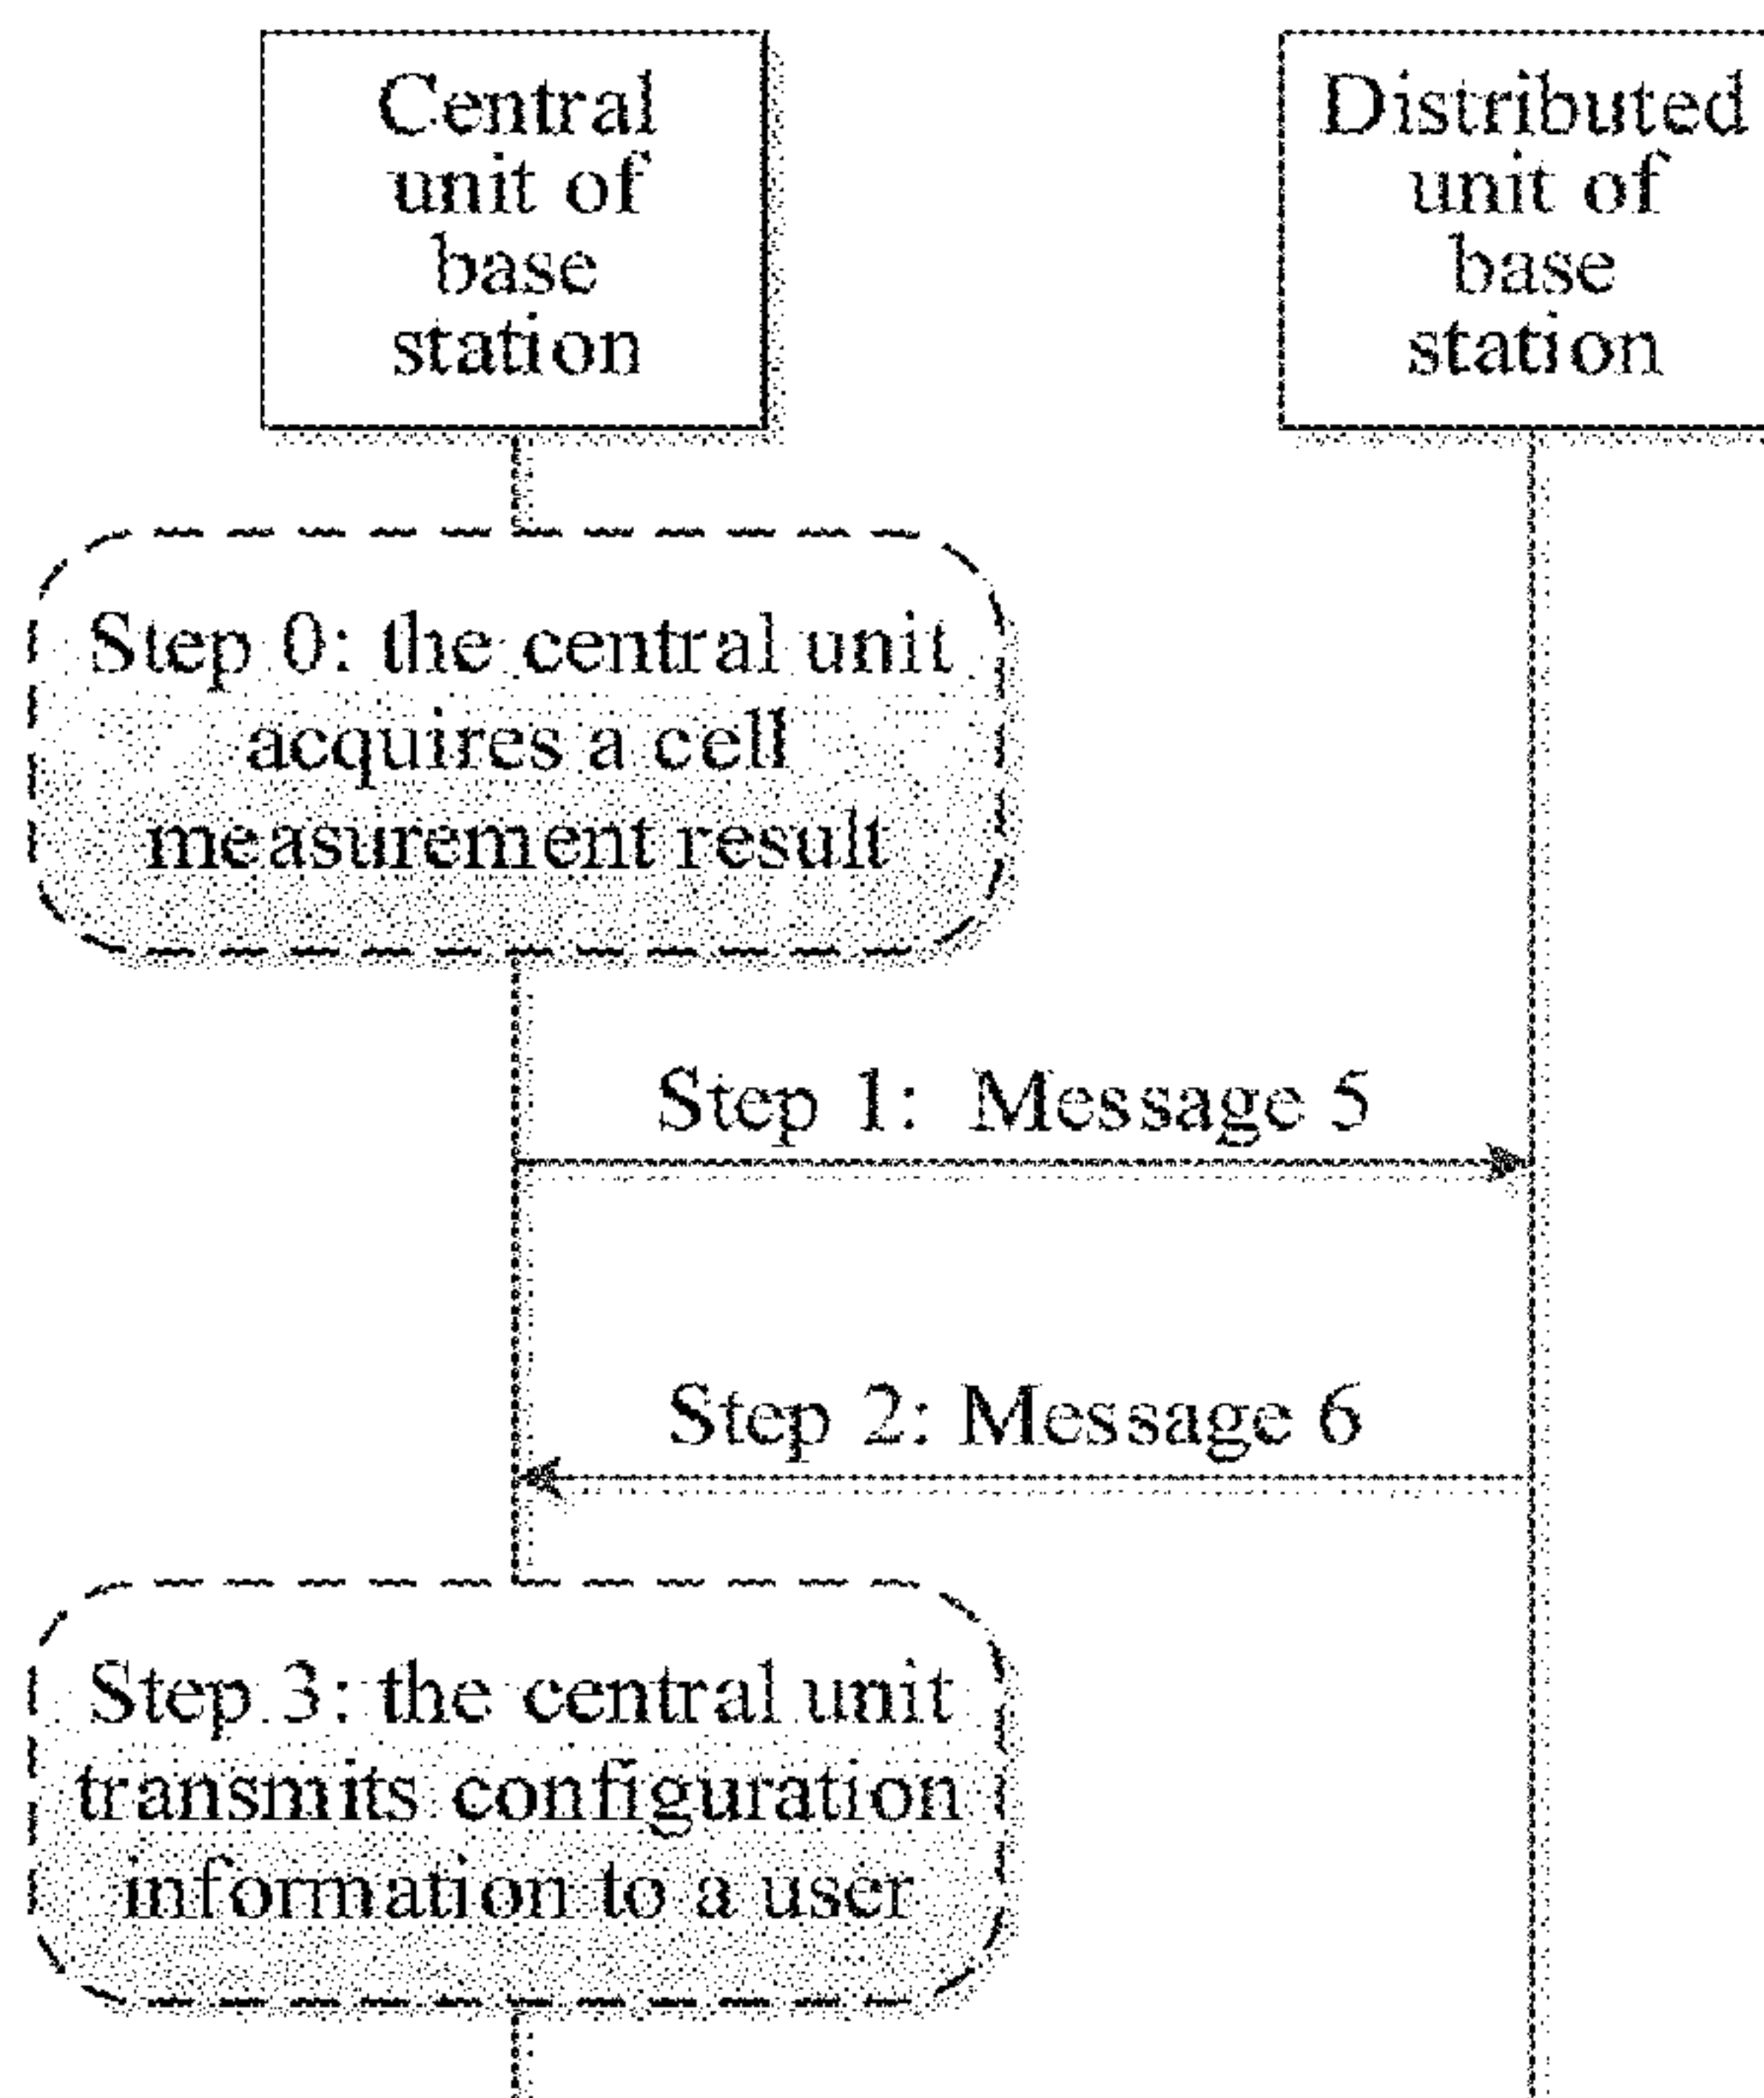 Central
unit of
base
station
Distributed
unit of
base
station
Step 0: the central unit
acquires a cell
measurement result
Step 1: Message 5
Step 2: Message 6
Step 3: the central unit
transmits configuration
information to a user